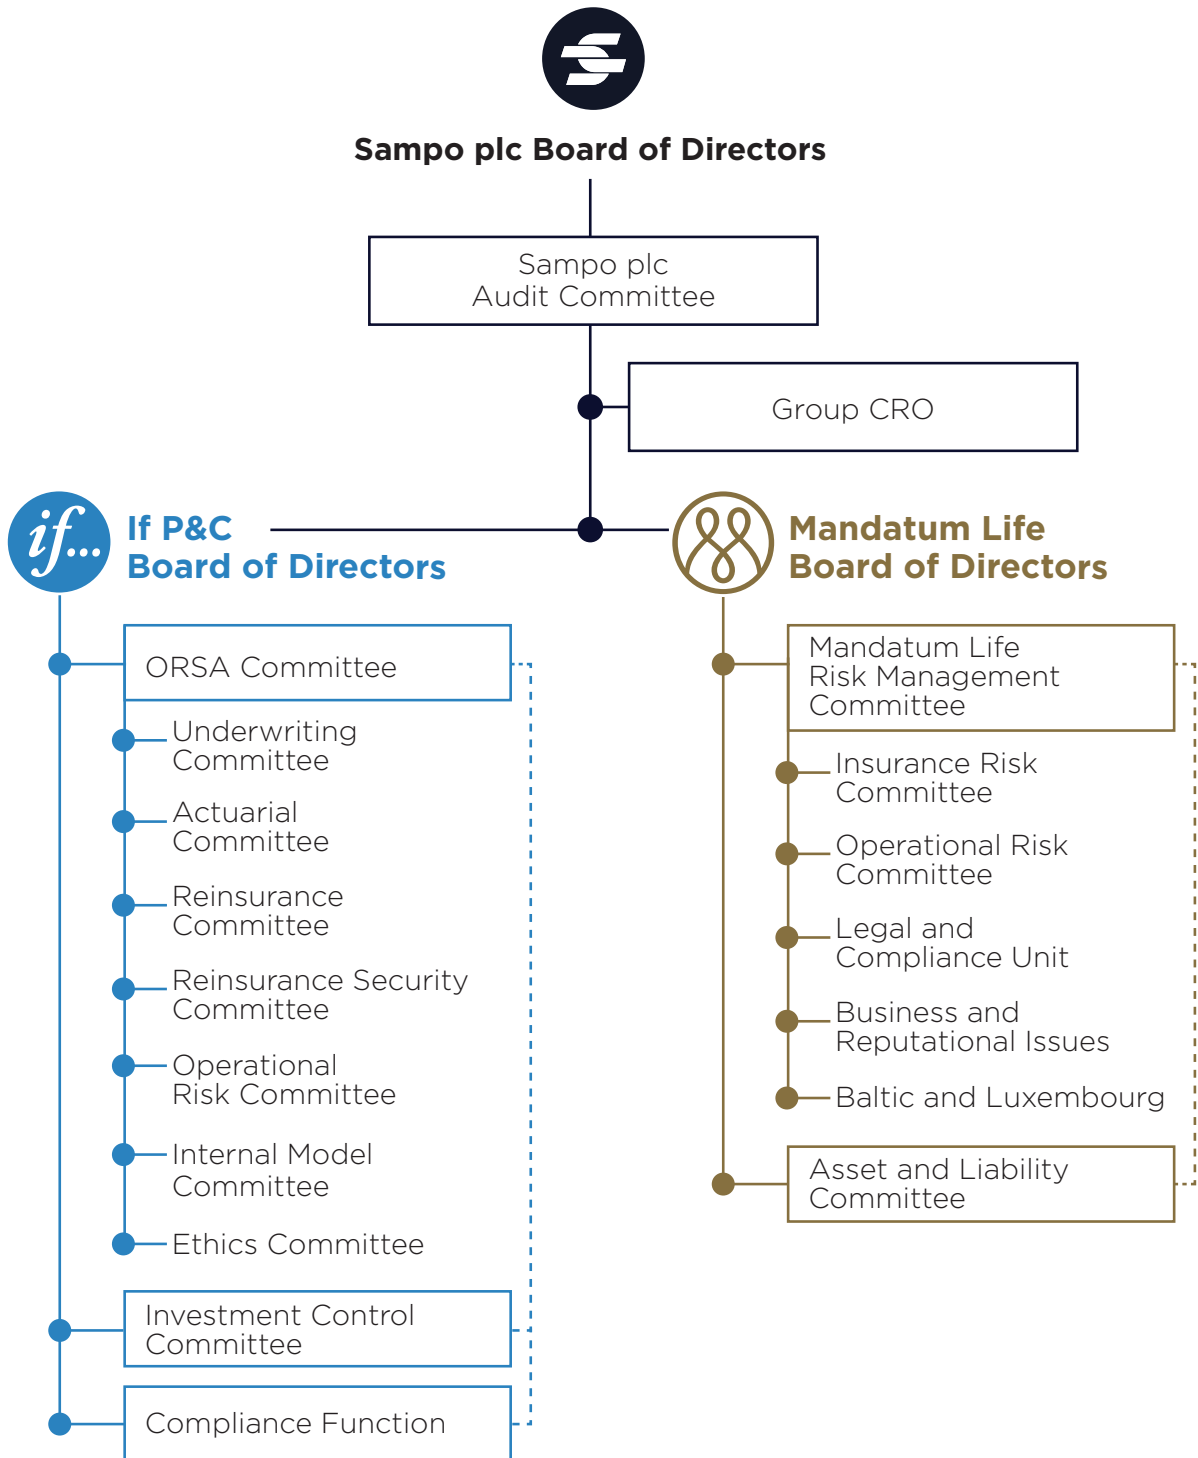 Sampo plc Board of Directors
Sampo plc
Audit Committee
Group CRO
if...
If P&C
Board of Directors
ORSA Committee
Underwriting
Committee
Actuarial
Committee
Reinsurance
Committee
Reinsurance Security
Committee
Operational
Risk Committee
Internal Model
Committee
Ethics Committee
Investment Control
Committee
Compliance Function
Mandatum Life
Board of Directors
Mandatum Life
Risk Management
Committee
Insurance Risk
Committee
Operational Risk
Committee
Legal and
Compliance Unit
Business and
Reputational Issues
Baltic and Luxembourg
Asset and Liability
Committee